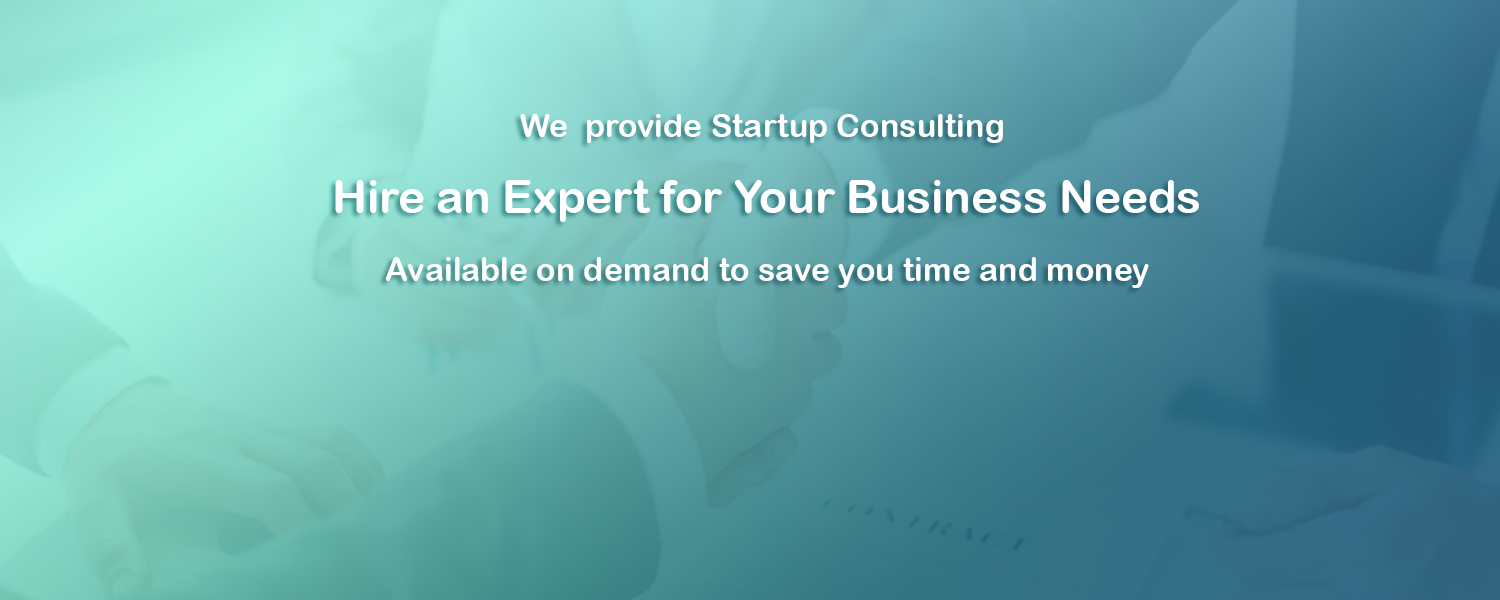 We provide Startup Consulting
Hire an Expert for Your Business Needs
Available on demand to save you time and money
CONTRACT